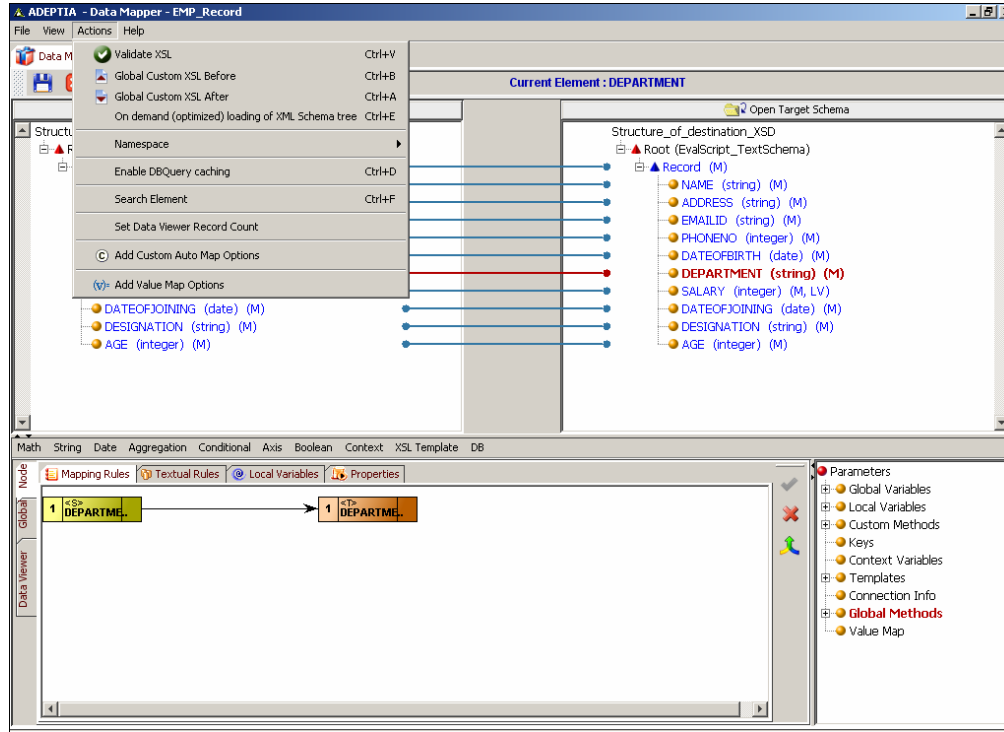 ADEPTIA - Data Mapper - EMP_Record
File View Actions Help
Data M
Validate XSL Ctrl+V
Global Custom XSL Before Ctrl+B
Global Custom XSL After Ctrl+A
On demand (optimized) loading of XML Schema tree Ctrl+E
Namespace
Enable DBQuery caching Ctrl+D
Search Element Ctrl+F
Set Data Viewer Record Count
Add Custom Auto Map Options
Add Value Map Options
Current Element : DEPARTMENT
Open Target Schema
Structu
R
DATEOFJOINING (date) (M)
DESIGNATION (string) (M)
AGE (integer) (M)
Structure_of_destination_XSD
Root (EvalScript_TextSchema)
Record (M)
NAME (string) (M)
ADDRESS (string) (M)
EMAILID (string) (M)
PHONENO (integer) (M)
DATEOFBIRTH (date) (M)
DEPARTMENT (string) (M)
SALARY (integer) (M, LV)
DATEOFJOINING (date) (M)
DESIGNATION (string) (M)
AGE (integer) (M)
Math String Date Aggregation Conditional Axis Boolean Context XSL Template DB
Node
Global
Data Viewer
Mapping Rules Textual Rules Local Variables Properties
1 <S> DEPARTME..
1 <T> DEPARTME..
Parameters
Global Variables
Local Variables
Custom Methods
Keys
Context Variables
Templates
Connection Info
Global Methods
Value Map